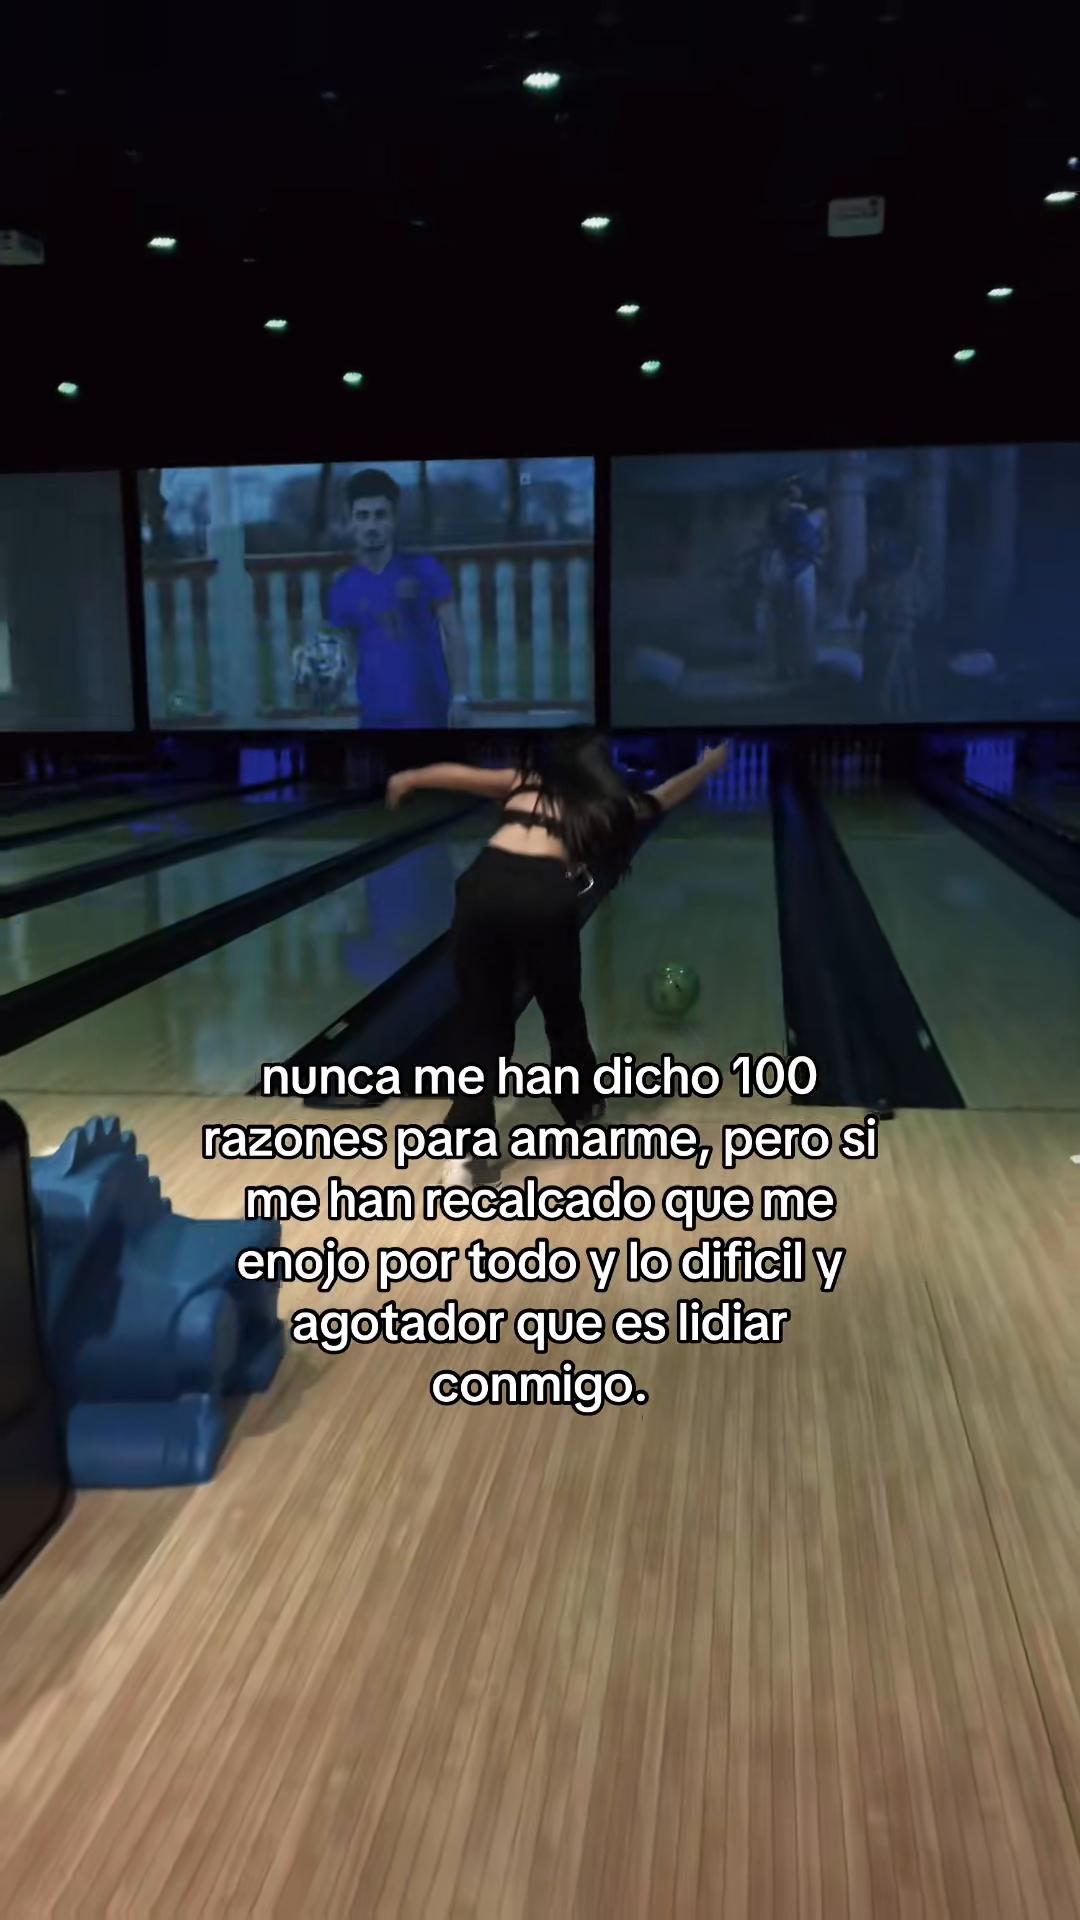 nunca me han dicho 100
razones para amarme, pero si
me han recalcado que me
enojo por todo y lo dificil y
agotador que es lidiar
conmigo.